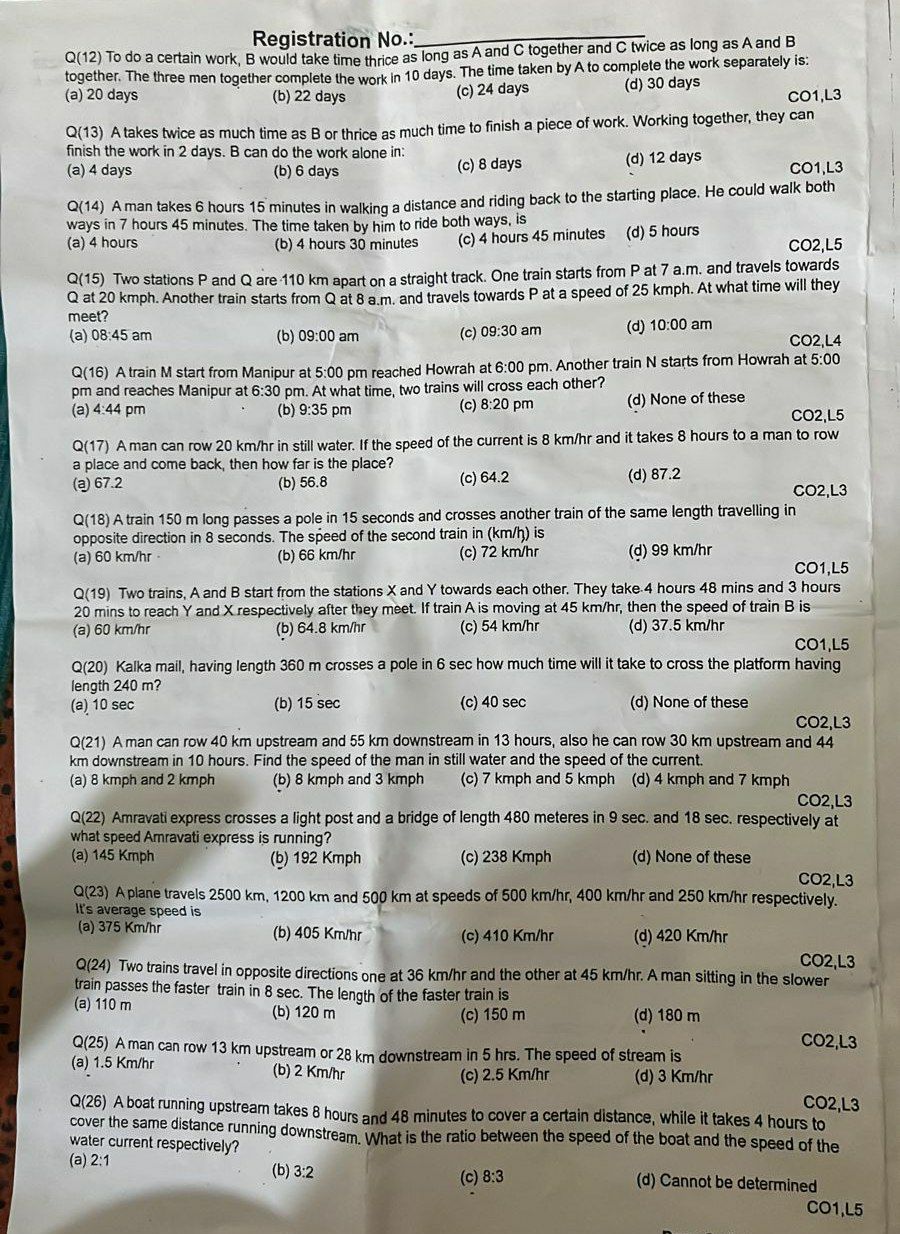 Registration No.:
Q(12) To do a certain work, B would take time thrice as long as A and C together and C twice as long as A and B
together. The three men together complete the work in 10 days. The time taken by A to complete the work separately is:
(a) 20 days (b) 22 days (c) 24 days (d) 30 days
CO1,L3
Q(13) A takes twice as much time as B or thrice as much time to finish a piece of work. Working together, they can
finish the work in 2 days. B can do the work alone in:
(a) 4 days (b) 6 days (c) 8 days (d) 12 days
CO1,L3
Q(14) A man takes 6 hours 15 minutes in walking a distance and riding back to the starting place. He could walk both
ways in 7 hours 45 minutes. The time taken by him to ride both ways, is
(a) 4 hours (b) 4 hours 30 minutes (c) 4 hours 45 minutes (d) 5 hours
CO2,L5
Q(15) Two stations P and Q are 110 km apart on a straight track. One train starts from P at 7 a.m. and travels towards
Q at 20 kmph. Another train starts from Q at 8 a.m. and travels towards P at a speed of 25 kmph. At what time will they
meet?
(a) 08:45 am (b) 09:00 am (c) 09:30 am (d) 10:00 am
CO2,L4
Q(16) A train M start from Manipur at 5:00 pm reached Howrah at 6:00 pm. Another train N starts from Howrah at 5:00
pm and reaches Manipur at 6:30 pm. At what time, two trains will cross each other?
(a) 4:44 pm (b) 9:35 pm (c) 8:20 pm (d) None of these
CO2,L5
Q(17) A man can row 20 km/hr in still water. If the speed of the current is 8 km/hr and it takes 8 hours to a man to row
a place and come back, then how far is the place?
(a) 67.2 (b) 56.8 (c) 64.2 (d) 87.2
CO2,L3
Q(18) A train 150 m long passes a pole in 15 seconds and crosses another train of the same length travelling in
opposite direction in 8 seconds. The speed of the second train in (km/h) is
(a) 60 km/hr (b) 66 km/hr (c) 72 km/hr (d) 99 km/hr
CO1,L5
Q(19) Two trains, A and B start from the stations X and Y towards each other. They take 4 hours 48 mins and 3 hours
20 mins to reach Y and X respectively after they meet. If train A is moving at 45 km/hr, then the speed of train B is
(a) 60 km/hr (b) 64.8 km/hr (c) 54 km/hr (d) 37.5 km/hr
CO1,L5
Q(20) Kalka mail, having length 360 m crosses a pole in 6 sec how much time will it take to cross the platform having
length 240 m?
(a) 10 sec (b) 15 sec (c) 40 sec (d) None of these
CO2,L3
Q(21) A man can row 40 km upstream and 55 km downstream in 13 hours, also he can row 30 km upstream and 44
km downstream in 10 hours. Find the speed of the man in still water and the speed of the current.
(a) 8 kmph and 2 kmph (b) 8 kmph and 3 kmph (c) 7 kmph and 5 kmph (d) 4 kmph and 7 kmph
CO2,L3
Q(22) Amravati express crosses a light post and a bridge of length 480 meteres in 9 sec. and 18 sec. respectively at
what speed Amravati express is running?
(a) 145 Kmph (b) 192 Kmph (c) 238 Kmph (d) None of these
CO2,L3
Q(23) A plane travels 2500 km, 1200 km and 500 km at speeds of 500 km/hr, 400 km/hr and 250 km/hr respectively.
It's average speed is
(a) 375 Km/hr (b) 405 Km/hr (c) 410 Km/hr (d) 420 Km/hr
CO2,L3
Q(24) Two trains travel in opposite directions one at 36 km/hr and the other at 45 km/hr. A man sitting in the slower
train passes the faster train in 8 sec. The length of the faster train is
(a) 110 m (b) 120 m (c) 150 m (d) 180 m
CO2,L3
Q(25) A man can row 13 km upstream or 28 km downstream in 5 hrs. The speed of stream is
(a) 1.5 Km/hr (b) 2 Km/hr (c) 2.5 Km/hr (d) 3 Km/hr
CO2,L3
Q(26) A boat running upstream takes 8 hours and 48 minutes to cover a certain distance, while it takes 4 hours to
cover the same distance running downstream. What is the ratio between the speed of the boat and the speed of the
water current respectively?
(a) 2:1 (b) 3:2 (c) 8:3 (d) Cannot be determined
CO1,L5